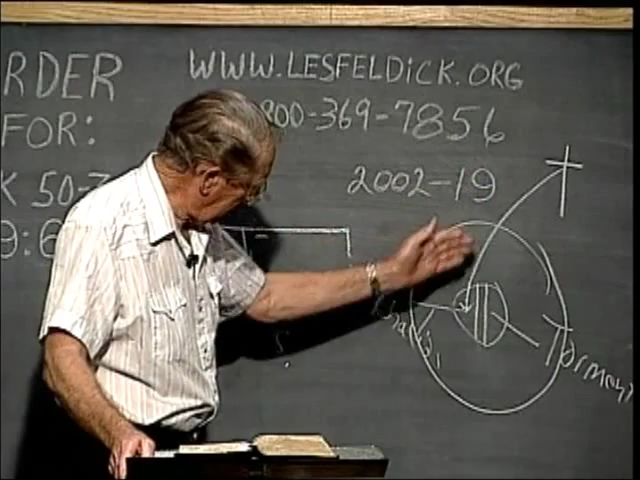 RDER WWW.LESFELDICK.ORG
FOR: 800-369-7856
K 50- 2002-19
9:6
Torment